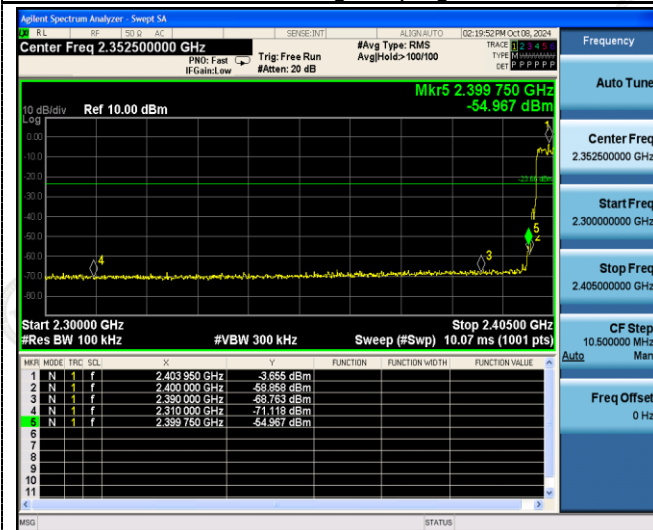 Agilent Spectrum Analyzer - Swept SA
RL RF 50 Ω AC SENSE:INT ALIGNAUTO 02:19:52 PM Oct 08, 2024
Center Freq 2.352500000 GHz
PNO: Fast
IFGain:Low
Trig: Free Run
#Atten: 20 dB
#Avg Type: RMS
Avg|Hold:>100/100
TRACE 1 2 3 4 5 6
TYPE M
DET P P P P P
Frequency
Auto Tune
Center Freq
2.352500000 GHz
Start Freq
2.300000000 GHz
Stop Freq
2.405000000 GHz
CF Step
10.500000 MHz
Auto Man
Freq Offset
0 Hz
Mkr5 2.399 750 GHz
-54.967 dBm
10 dB/div Ref 10.00 dBm
Log
0.00
-10.0
-20.0
-30.0
-40.0
-50.0
-60.0
-70.0
-80.0
1
5
2
3
4
Start 2.30000 GHz Stop 2.40500 GHz
#Res BW 100 kHz #VBW 300 kHz Sweep (#Swp) 10.07 ms (1001 pts)
MKR MODE TRC SCL X Y FUNCTION FUNCTION WIDTH FUNCTION VALUE
1 N 1 f 2.403 950 GHz -3.655 dBm
2 N 1 f 2.400 000 GHz -58.858 dBm
3 N 1 f 2.390 000 GHz -68.763 dBm
4 N 1 f 2.310 000 GHz -71.118 dBm
5 N 1 f 2.399 750 GHz -54.967 dBm
6
7
8
9
10
11
MSG STATUS